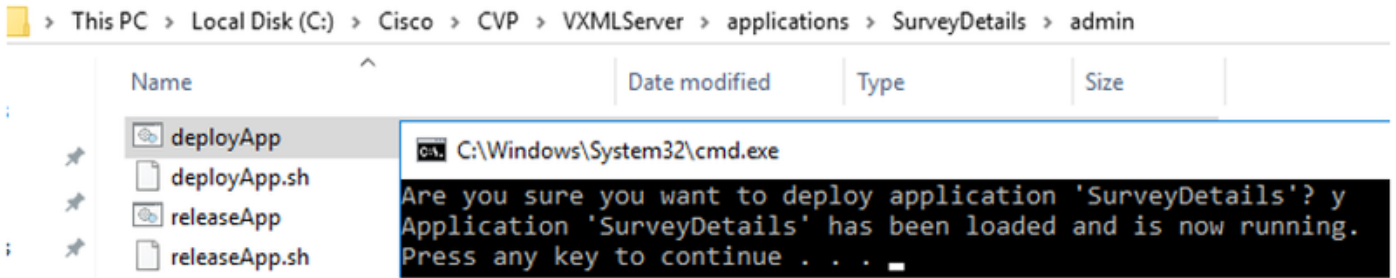 This PC > Local Disk (C:) > Cisco > CVP > VXMLServer > applications > SurveyDetails > admin
Name Date modified Type Size
deployApp
deployApp.sh
releaseApp
releaseApp.sh
C:\Windows\System32\cmd.exe
Are you sure you want to deploy application 'SurveyDetails'? y
Application 'SurveyDetails' has been loaded and is now running.
Press any key to continue . . .